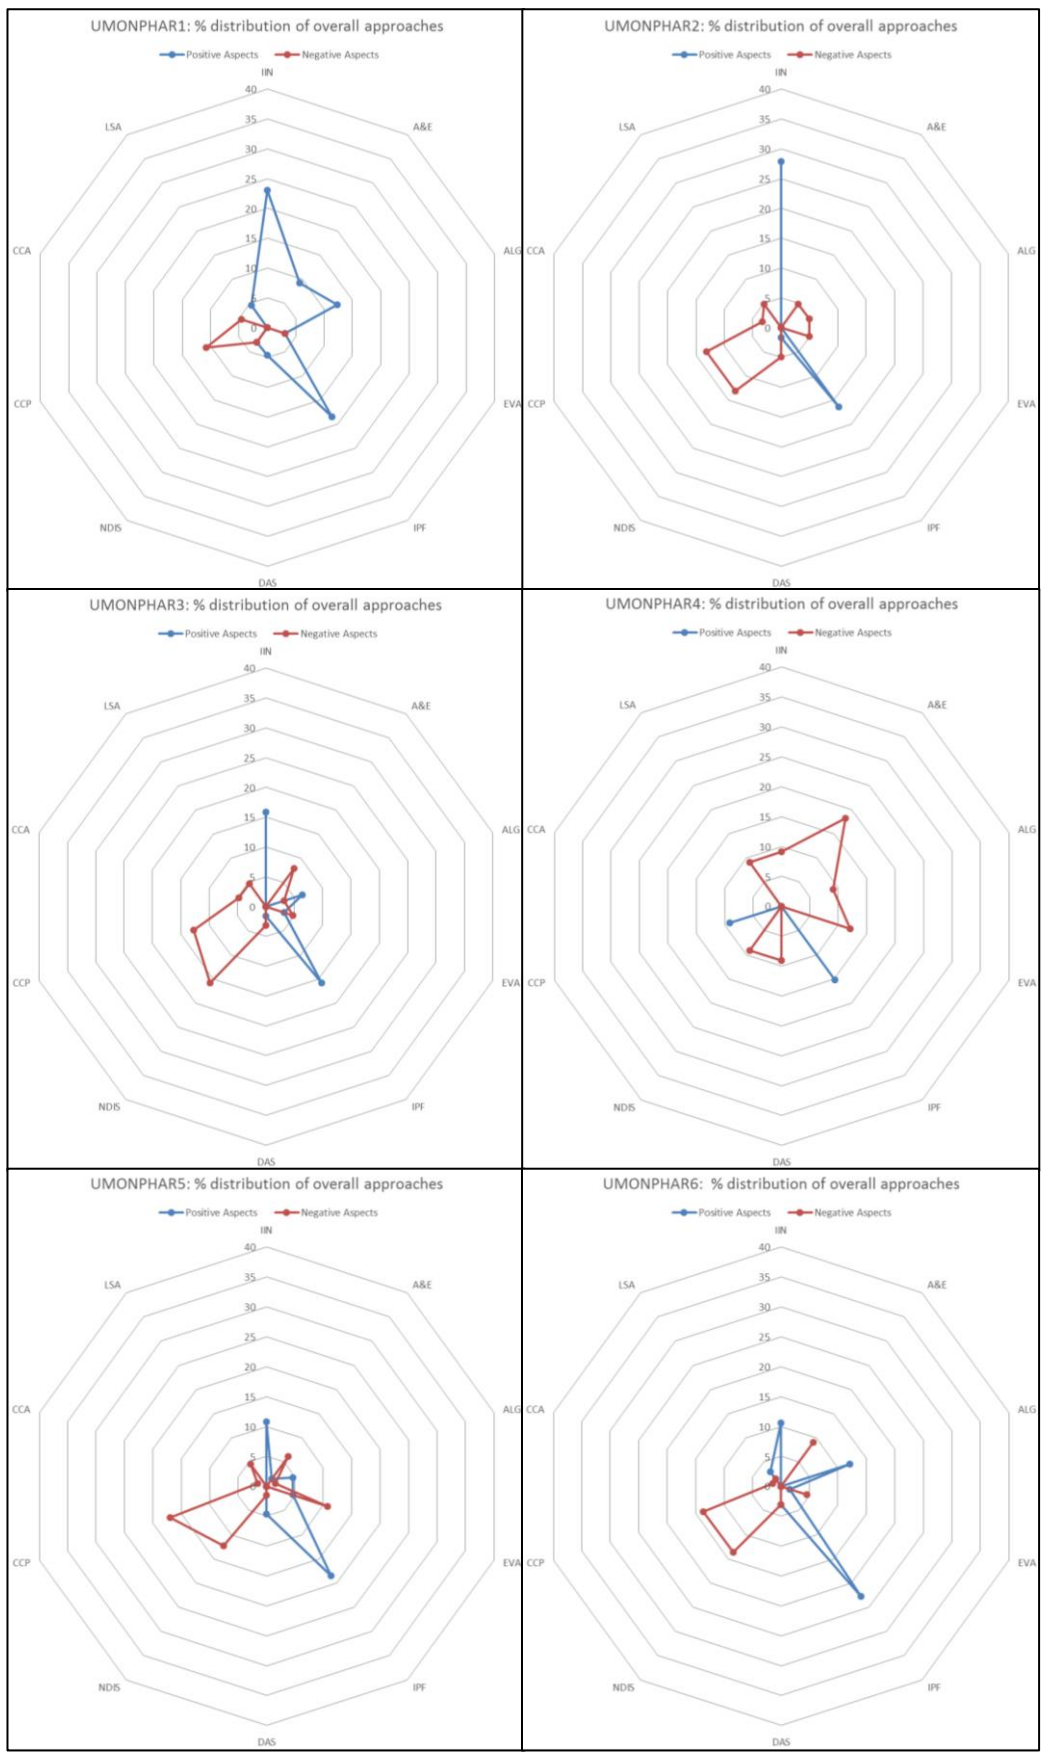 UMONPHAR1: % distribution of overall approaches
Positive Aspects Negative Aspects
IIN
40
LSA A&E
35
30
25
20
CCA ALG
15
10
5
0
CCP EVA
NDIS IPF
DAS
UMONPHAR2: % distribution of overall approaches
Positive Aspects Negative Aspects
IIN
40
LSA A&E
35
30
25
20
CCA ALG
15
10
5
0
CCP EVA
NDIS IPF
DAS
UMONPHAR3: % distribution of overall approaches
Positive Aspects Negative Aspects
IIN
40
LSA A&E
35
30
25
20
CCA ALG
15
10
5
0
CCP EVA
NDIS IPF
DAS
UMONPHAR4: % distribution of overall approaches
Positive Aspects Negative Aspects
IIN
40
LSA A&E
35
30
25
20
CCA ALG
15
10
5
0
CCP EVA
NDIS IPF
DAS
UMONPHAR5: % distribution of overall approaches
Positive Aspects Negative Aspects
IIN
40
LSA A&E
35
30
25
20
CCA ALG
15
10
5
0
CCP EVA
NDIS IPF
DAS
UMONPHAR6: % distribution of overall approaches
Positive Aspects Negative Aspects
IIN
40
LSA A&E
35
30
25
20
CCA ALG
15
10
5
0
CCP EVA
NDIS IPF
DAS